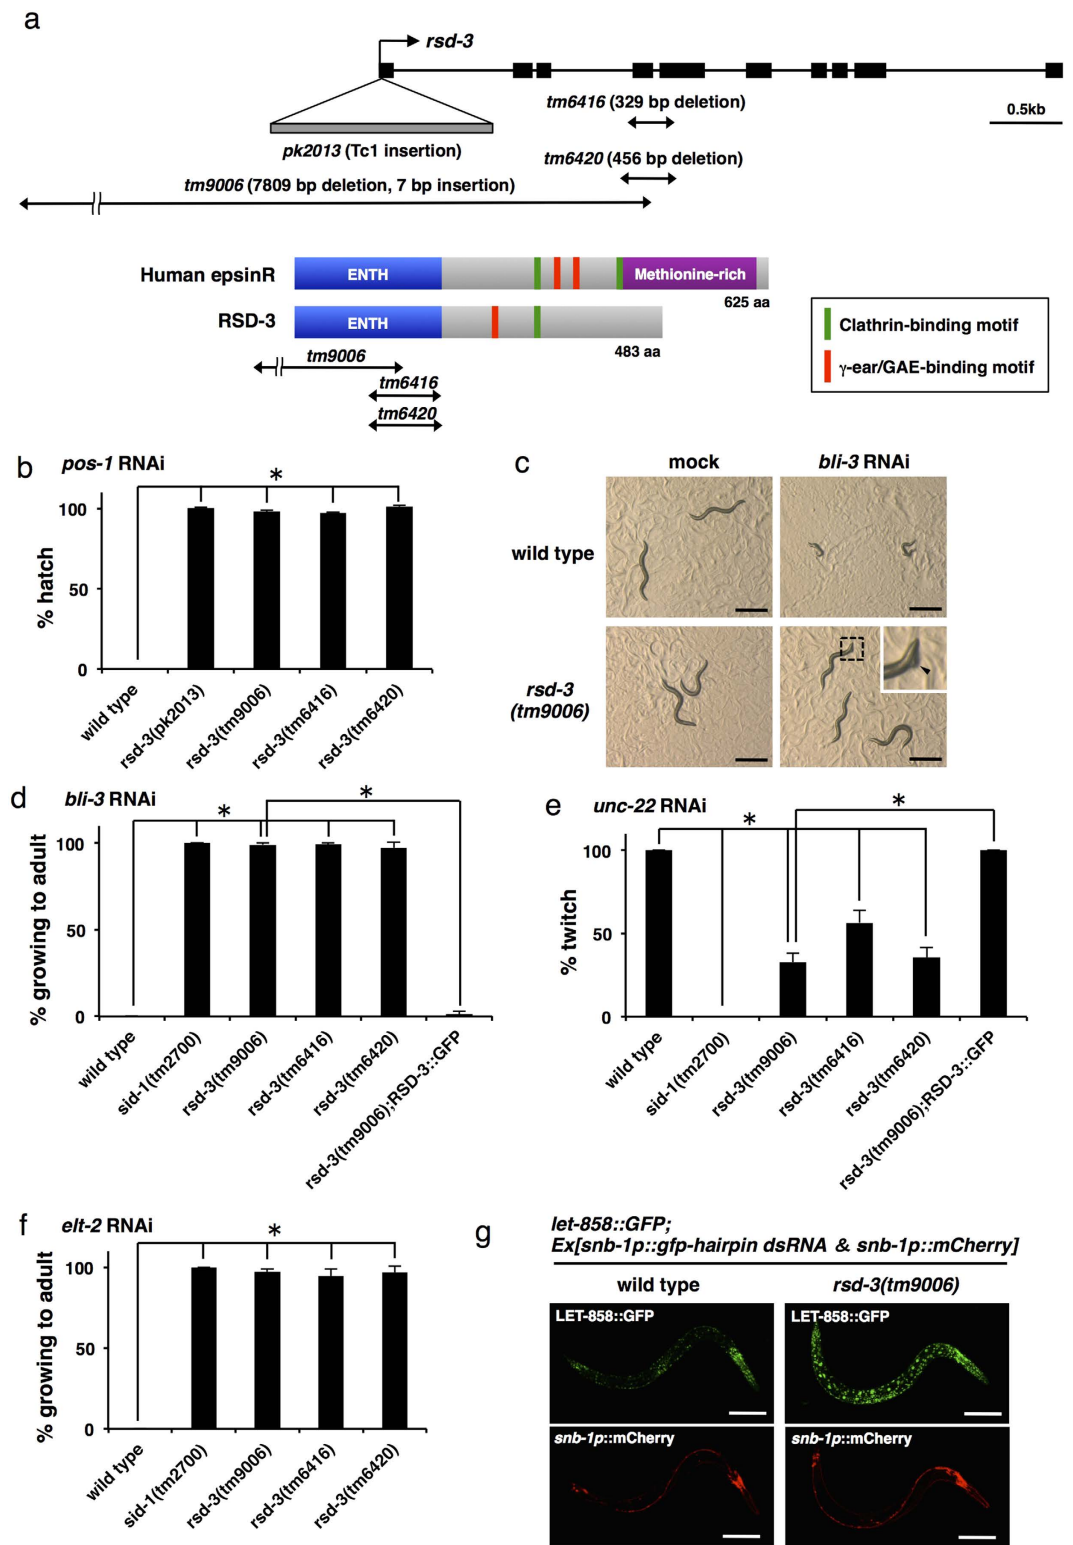 a
rsd-3
tm6416 (329 bp deletion)
0.5kb
pk2013 (Tc1 insertion)
tm6420 (456 bp deletion)
tm9006 (7809 bp deletion, 7 bp insertion)
Human epsinR
ENTH
Methionine-rich
625 aa
RSD-3
ENTH
483 aa
Clathrin-binding motif
γ-ear/GAE-binding motif
tm9006
tm6416
tm6420
b
pos-1 RNAi
*
% hatch
100
50
0
wild type
rsd-3(pk2013)
rsd-3(tm9006)
rsd-3(tm6416)
rsd-3(tm6420)
c
mock
bli-3 RNAi
wild type
rsd-3
(tm9006)
d
bli-3 RNAi
*
*
% growing to adult
100
50
0
wild type
sid-1(tm2700)
rsd-3(tm9006)
rsd-3(tm6416)
rsd-3(tm6420)
rsd-3(tm9006);RSD-3::GFP
e
unc-22 RNAi
*
*
% twitch
100
50
0
wild type
sid-1(tm2700)
rsd-3(tm9006)
rsd-3(tm6416)
rsd-3(tm6420)
rsd-3(tm9006);RSD-3::GFP
f
elt-2 RNAi
*
% growing to adult
100
50
0
wild type
sid-1(tm2700)
rsd-3(tm9006)
rsd-3(tm6416)
rsd-3(tm6420)
g
let-858::GFP;
Ex[snb-1p::gfp-hairpin dsRNA & snb-1p::mCherry]
wild type
rsd-3(tm9006)
LET-858::GFP
LET-858::GFP
snb-1p::mCherry
snb-1p::mCherry